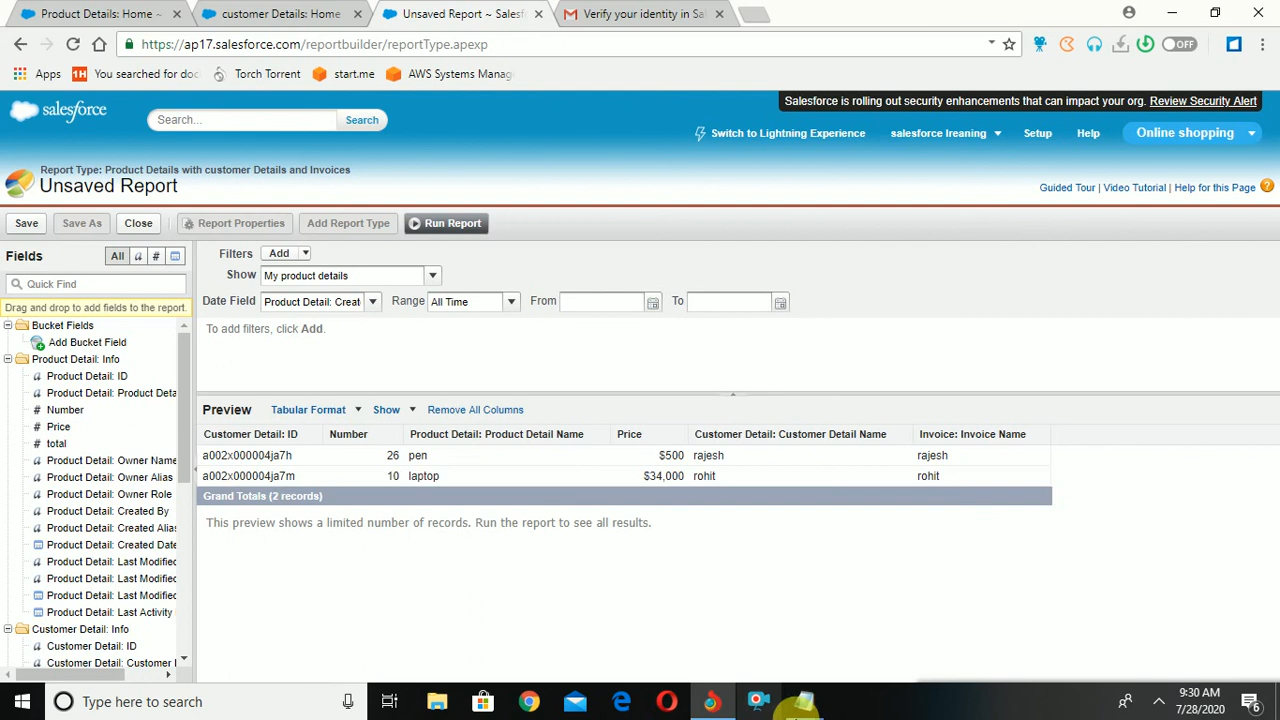 Product Details: Home ~
customer Details: Home
Unsaved Report ~ Salesf
Verify your identity in Sal
https://ap17.salesforce.com/reportbuilder/reportType.apexp
OFF
Apps
1H
You searched for doc
Torch Torrent
start.me
AWS Systems Manag
Salesforce is rolling out security enhancements that can impact your org. Review Security Alert
salesforce
Search...
Search
Switch to Lightning Experience
salesforce lreaning
Setup
Help
Online shopping
Report Type: Product Details with customer Details and Invoices
Unsaved Report
Guided Tour | Video Tutorial | Help for this Page
Save
Save As
Close
Report Properties
Add Report Type
Run Report
Fields
All
a
#
Quick Find
Drag and drop to add fields to the report.
Bucket Fields
Add Bucket Field
Product Detail: Info
a Product Detail: ID
a Product Detail: Product Deta
# Number
# Price
# total
a Product Detail: Owner Name
a Product Detail: Owner Alias
a Product Detail: Owner Role
a Product Detail: Created By
a Product Detail: Created Alias
Product Detail: Created Date
a Product Detail: Last Modified
a Product Detail: Last Modified
Product Detail: Last Modified
Product Detail: Last Activity
Customer Detail: Info
a Customer Detail: ID
a Customer Detail: Customer
Filters
Add
Show
My product details
Date Field
Product Detail: Creat
Range
All Time
From
To
To add filters, click Add.
Preview
Tabular Format
Show
Remove All Columns
Customer Detail: ID Number Product Detail: Product Detail Name Price Customer Detail: Customer Detail Name Invoice: Invoice Name
a002x000004ja7h 26 pen $500 rajesh rajesh
a002x000004ja7m 10 laptop $34,000 rohit rohit
Grand Totals (2 records)
This preview shows a limited number of records. Run the report to see all results.
Type here to search
9:30 AM
7/28/2020
6